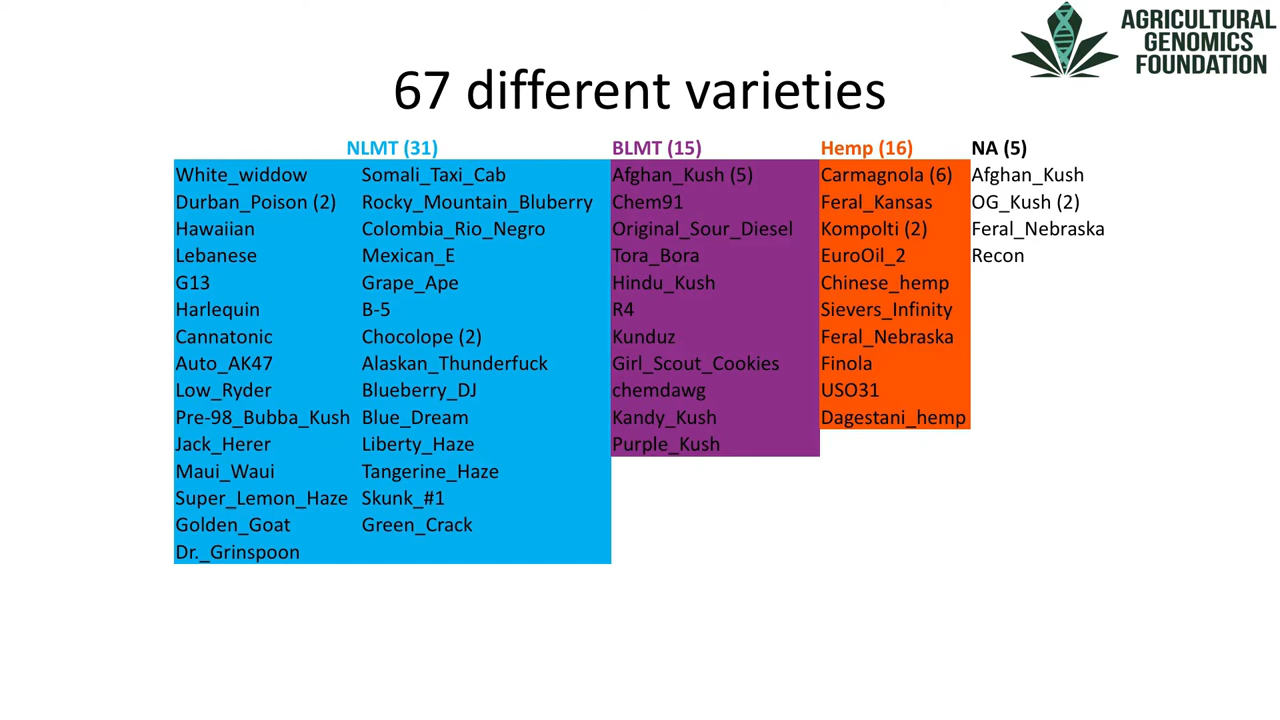 AGRICULTURAL
GENOMICS
FOUNDATION
67 different varieties
NLMT (31)
White_widdow
Durban_Poison (2)
Hawaiian
Lebanese
G13
Harlequin
Cannatonic
Auto_AK47
Low_Ryder
Pre-98_Bubba_Kush
Jack_Herer
Maui_Waui
Super_Lemon_Haze
Golden_Goat
Dr._Grinspoon
Somali_Taxi_Cab
Rocky_Mountain_Bluberry
Colombia_Rio_Negro
Mexican_E
Grape_Ape
B-5
Chocolope (2)
Alaskan_Thunderfuck
Blueberry_DJ
Blue_Dream
Liberty_Haze
Tangerine_Haze
Skunk_#1
Green_Crack
BLMT (15)
Afghan_Kush (5)
Chem91
Original_Sour_Diesel
Tora_Bora
Hindu_Kush
R4
Kunduz
Girl_Scout_Cookies
chemdawg
Kandy_Kush
Purple_Kush
Hemp (16)
Carmagnola (6)
Feral_Kansas
Kompolti (2)
EuroOil_2
Chinese_hemp
Sievers_Infinity
Feral_Nebraska
Finola
USO31
Dagestani_hemp
NA (5)
Afghan_Kush
OG_Kush (2)
Feral_Nebraska
Recon